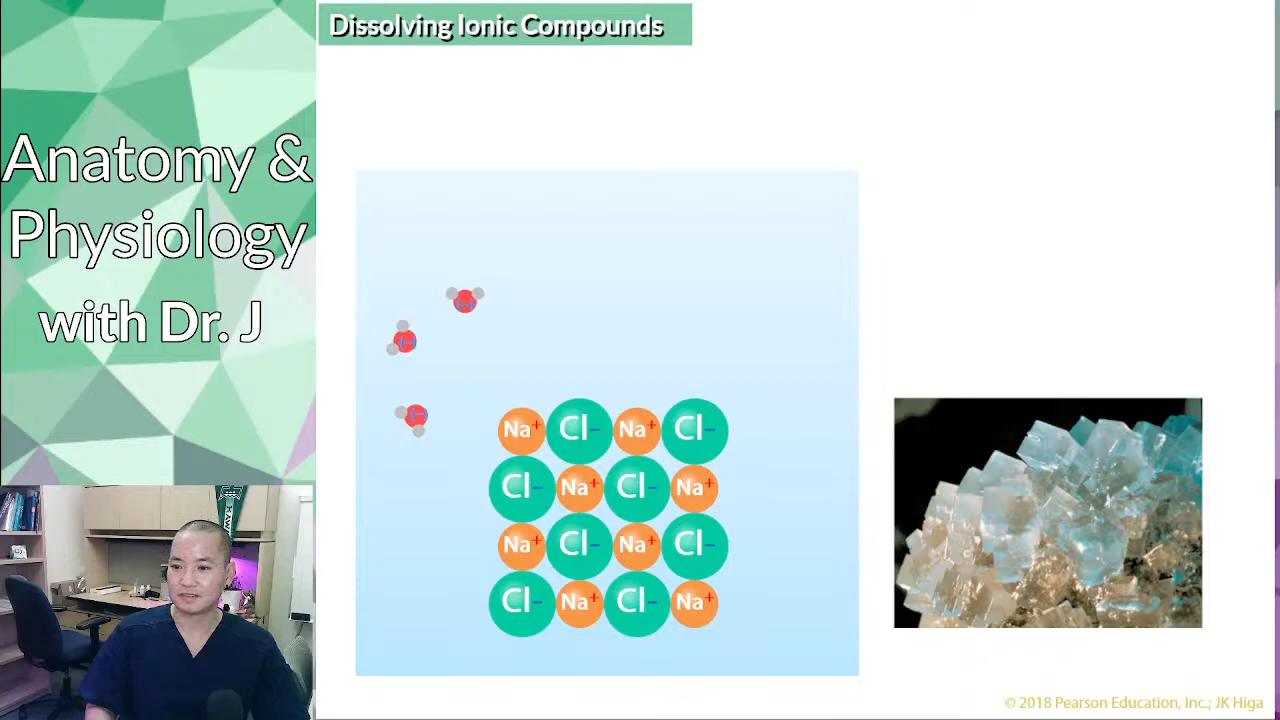 Dissolving Ionic Compounds
Anatomy &
Physiology
with Dr. J
(−)
(−)
(−)
Na+ Cl− Na+ Cl−
Cl− Na+ Cl− Na+
Na+ Cl− Na+ Cl−
Cl− Na+ Cl− Na+
HAW
© 2018 Pearson Education, Inc.; JK Higa